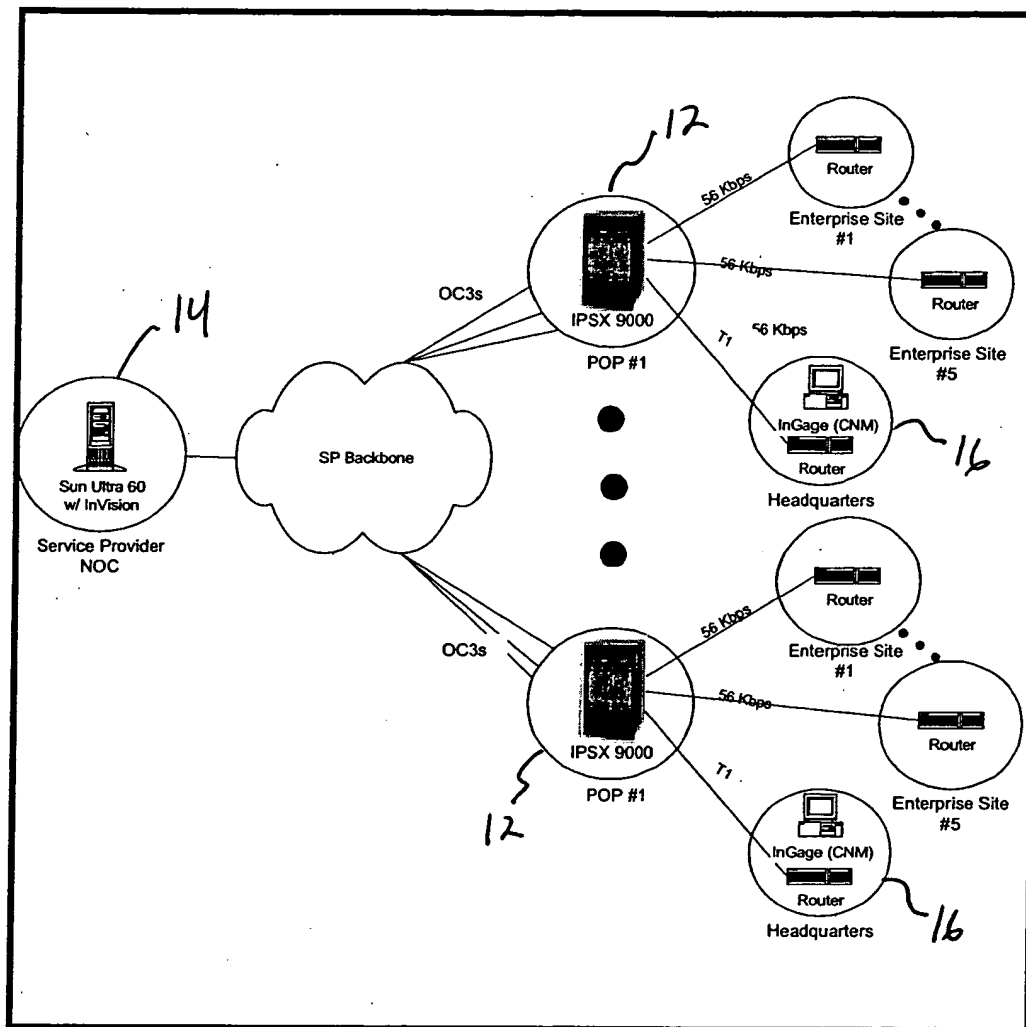 12
56 Kbps
Router
Enterprise Site
#1
56 Kbps
Router
Enterprise Site
#5
OC3s
IPSX 9000
POP #1
T1
56 Kbps
InGage (CNM)
Router
Headquarters
16
14
Sun Ultra 60
w/ InVision
Service Provider
NOC
SP Backbone
OC3s
IPSX 9000
POP #1
12
56 Kbps
Router
Enterprise Site
#1
56 Kbps
Router
Enterprise Site
#5
T1
InGage (CNM)
Router
Headquarters
16